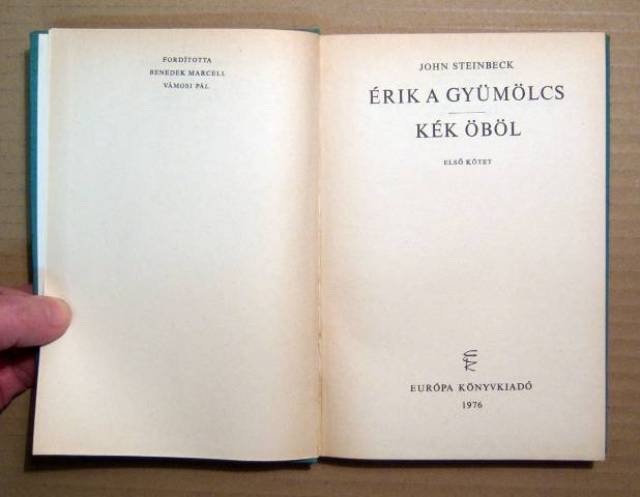 FORDÍTOTTA
BENEDEK MARCELL
VÁMOSI PÁL
JOHN STEINBECK
ÉRIK A GYÜMÖLCS
KÉK ÖBÖL
ELSŐ KÖTET
EURÓPA KÖNYVKIADÓ
1976